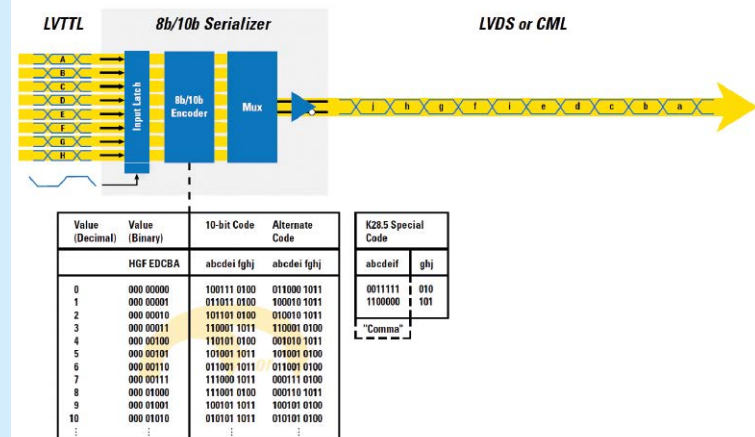 LVTTL 8b/10b Serializer LVDS or CML
A
B
C
D
E
F
G
H
Input Latch
8b/10b
Encoder
Mux
j h g f i e d c b a
Value Value 10-bit Code Alternate
(Decimal) (Binary) Code
HGF EDCBA abcdei fghj abcdei fghj
0 000 00000 100111 0100 011000 1011
1 000 00001 011011 0100 100010 1011
2 000 00010 101101 0100 010010 1011
3 000 00011 110001 1011 110001 0100
4 000 00100 110101 0100 001010 1011
5 000 00101 101001 1011 101001 0100
6 000 00110 011001 1011 011001 0100
7 000 00111 111000 1011 000111 0100
8 000 01000 111001 0100 000110 1011
9 000 01001 100101 1011 100101 0100
10 000 01010 010101 1011 010101 0100
K28.5 Special
Code
abcdeif ghj
0011111 010
1100000 101
"Comma"